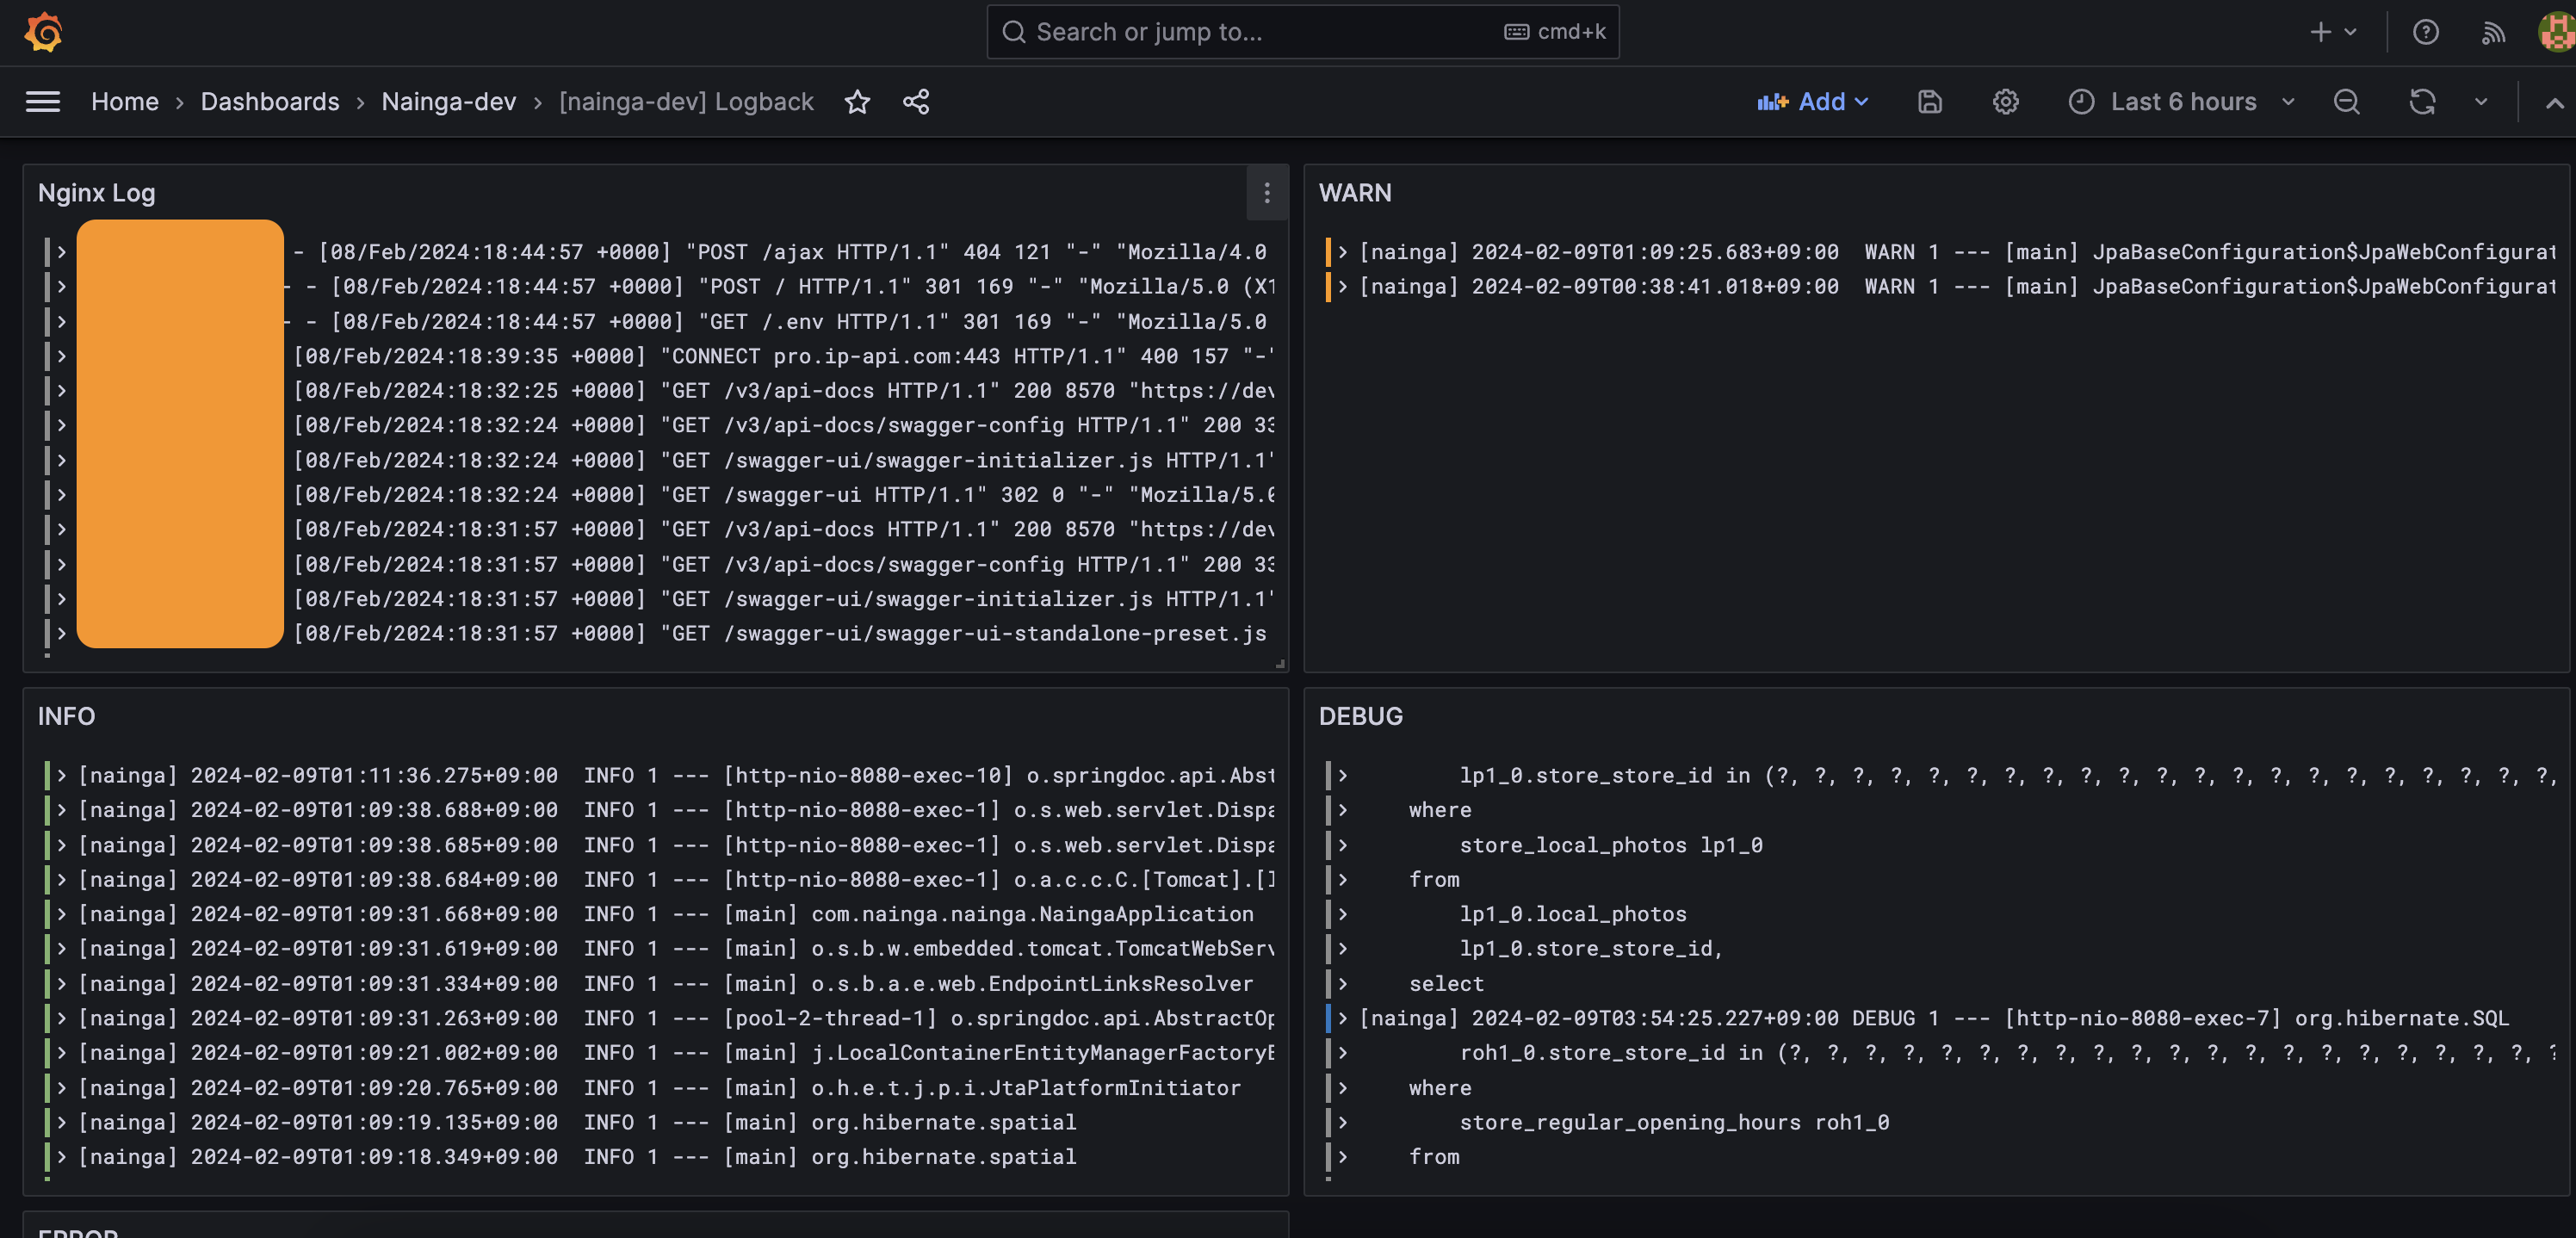 Search or jump to...
cmd+k
Home › Dashboards › Nainga-dev › [nainga-dev] Logback
Add
Last 6 hours
Nginx Log
- [08/Feb/2024:18:44:57 +0000] "POST /ajax HTTP/1.1" 404 121 "-" "Mozilla/4.0
- - [08/Feb/2024:18:44:57 +0000] "POST / HTTP/1.1" 301 169 "-" "Mozilla/5.0 (X1
- - [08/Feb/2024:18:44:57 +0000] "GET /.env HTTP/1.1" 301 169 "-" "Mozilla/5.0
[08/Feb/2024:18:39:35 +0000] "CONNECT pro.ip-api.com:443 HTTP/1.1" 400 157 "-"
[08/Feb/2024:18:32:25 +0000] "GET /v3/api-docs HTTP/1.1" 200 8570 "https://dev
[08/Feb/2024:18:32:24 +0000] "GET /v3/api-docs/swagger-config HTTP/1.1" 200 33
[08/Feb/2024:18:32:24 +0000] "GET /swagger-ui/swagger-initializer.js HTTP/1.1"
[08/Feb/2024:18:32:24 +0000] "GET /swagger-ui HTTP/1.1" 302 0 "-" "Mozilla/5.0
[08/Feb/2024:18:31:57 +0000] "GET /v3/api-docs HTTP/1.1" 200 8570 "https://dev
[08/Feb/2024:18:31:57 +0000] "GET /v3/api-docs/swagger-config HTTP/1.1" 200 33
[08/Feb/2024:18:31:57 +0000] "GET /swagger-ui/swagger-initializer.js HTTP/1.1"
[08/Feb/2024:18:31:57 +0000] "GET /swagger-ui/swagger-ui-standalone-preset.js
WARN
[nainga] 2024-02-09T01:09:25.683+09:00  WARN 1 --- [main] JpaBaseConfiguration$JpaWebConfigurat
[nainga] 2024-02-09T00:38:41.018+09:00  WARN 1 --- [main] JpaBaseConfiguration$JpaWebConfigurat
INFO
[nainga] 2024-02-09T01:11:36.275+09:00  INFO 1 --- [http-nio-8080-exec-10] o.springdoc.api.Abst
[nainga] 2024-02-09T01:09:38.688+09:00  INFO 1 --- [http-nio-8080-exec-1] o.s.web.servlet.Dispa
[nainga] 2024-02-09T01:09:38.685+09:00  INFO 1 --- [http-nio-8080-exec-1] o.s.web.servlet.Dispa
[nainga] 2024-02-09T01:09:38.684+09:00  INFO 1 --- [http-nio-8080-exec-1] o.a.c.c.C.[Tomcat].[
[nainga] 2024-02-09T01:09:31.668+09:00  INFO 1 --- [main] com.nainga.nainga.NaingaApplication
[nainga] 2024-02-09T01:09:31.619+09:00  INFO 1 --- [main] o.s.b.w.embedded.tomcat.TomcatWebServ
[nainga] 2024-02-09T01:09:31.334+09:00  INFO 1 --- [main] o.s.b.a.e.web.EndpointLinksResolver
[nainga] 2024-02-09T01:09:31.263+09:00  INFO 1 --- [pool-2-thread-1] o.springdoc.api.AbstractOp
[nainga] 2024-02-09T01:09:21.002+09:00  INFO 1 --- [main] j.LocalContainerEntityManagerFactoryB
[nainga] 2024-02-09T01:09:20.765+09:00  INFO 1 --- [main] o.h.e.t.j.p.i.JtaPlatformInitiator
[nainga] 2024-02-09T01:09:19.135+09:00  INFO 1 --- [main] org.hibernate.spatial
[nainga] 2024-02-09T01:09:18.349+09:00  INFO 1 --- [main] org.hibernate.spatial
DEBUG
lp1_0.store_store_id in (?, ?, ?, ?, ?, ?, ?, ?, ?, ?, ?, ?, ?, ?, ?, ?, ?, ?, ?, ?, ?,
where
store_local_photos lp1_0
from
lp1_0.local_photos
lp1_0.store_store_id,
select
[nainga] 2024-02-09T03:54:25.227+09:00 DEBUG 1 --- [http-nio-8080-exec-7] org.hibernate.SQL
roh1_0.store_store_id in (?, ?, ?, ?, ?, ?, ?, ?, ?, ?, ?, ?, ?, ?, ?, ?, ?, ?, ?, ?, ?
where
store_regular_opening_hours roh1_0
from
ERROR